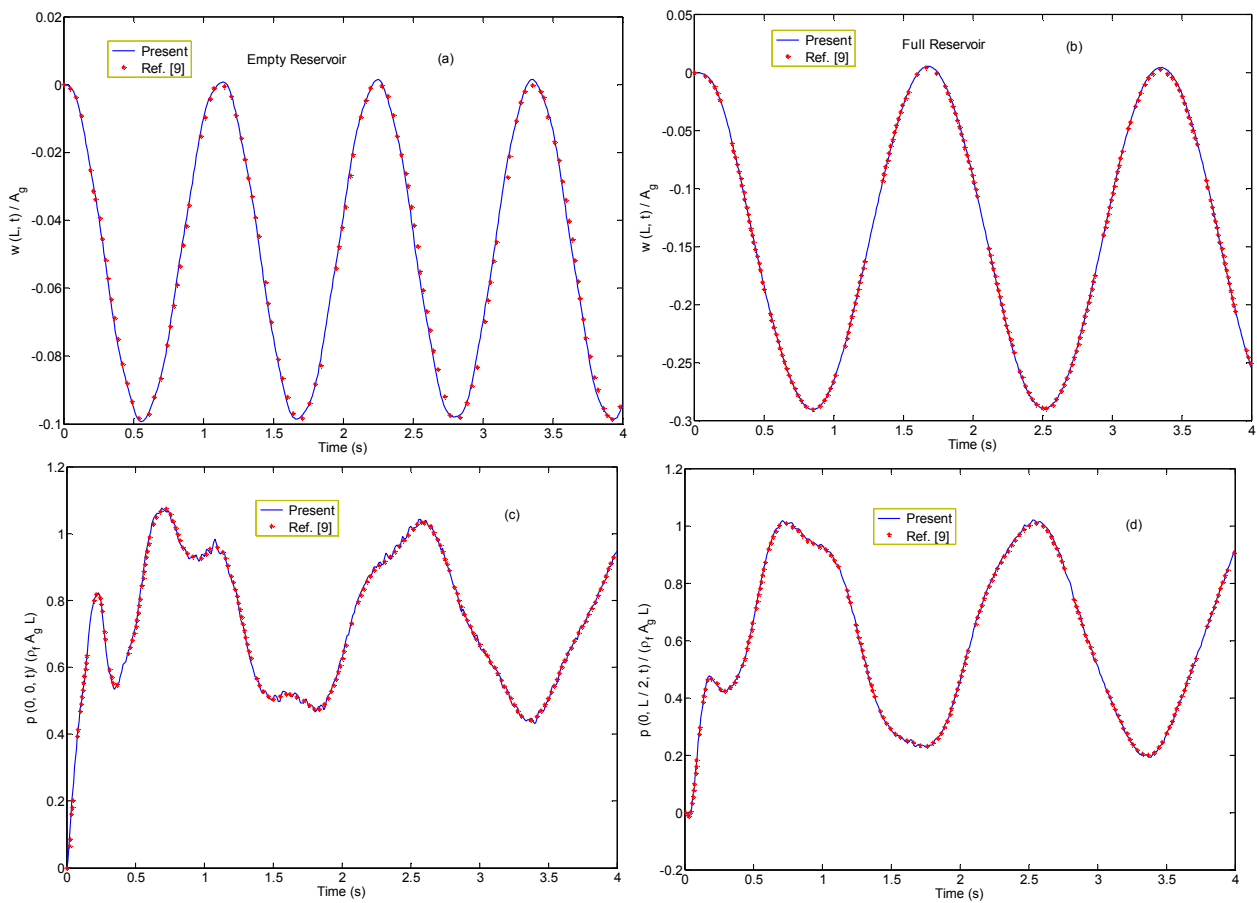 0.02
0
-0.02
-0.04
-0.06
-0.08
-0.1
w (L, t) / A_g
Present
Ref. [9]
Empty Reservoir
(a)
0 0.5 1 1.5 2 2.5 3 3.5 4
Time (s)
0.05
0
-0.05
-0.1
-0.15
-0.2
-0.25
-0.3
w (L, t) / A_g
Present
Ref. [9]
Full Reservoir
(b)
0 0.5 1 1.5 2 2.5 3 3.5 4
Time (s)
1.2
1
0.8
0.6
0.4
0.2
0
p (0, 0, t)/ (ρ_f A_g L)
Present
Ref. [9]
(c)
0 0.5 1 1.5 2 2.5 3 3.5 4
Time (s)
1.2
1
0.8
0.6
0.4
0.2
0
-0.2
p (0, L / 2, t) / (ρ_f A_g L)
Present
Ref. [9]
(d)
0 0.5 1 1.5 2 2.5 3 3.5 4
Time (s)